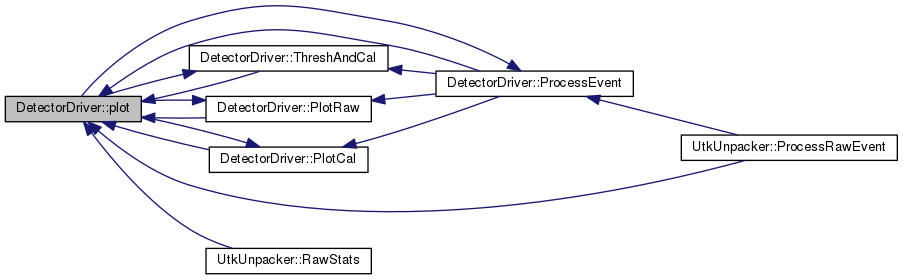 DetectorDriver::ThreshAndCal
DetectorDriver::ProcessEvent
DetectorDriver::plot
DetectorDriver::PlotRaw
UtkUnpacker::ProcessRawEvent
DetectorDriver::PlotCal
UtkUnpacker::RawStats